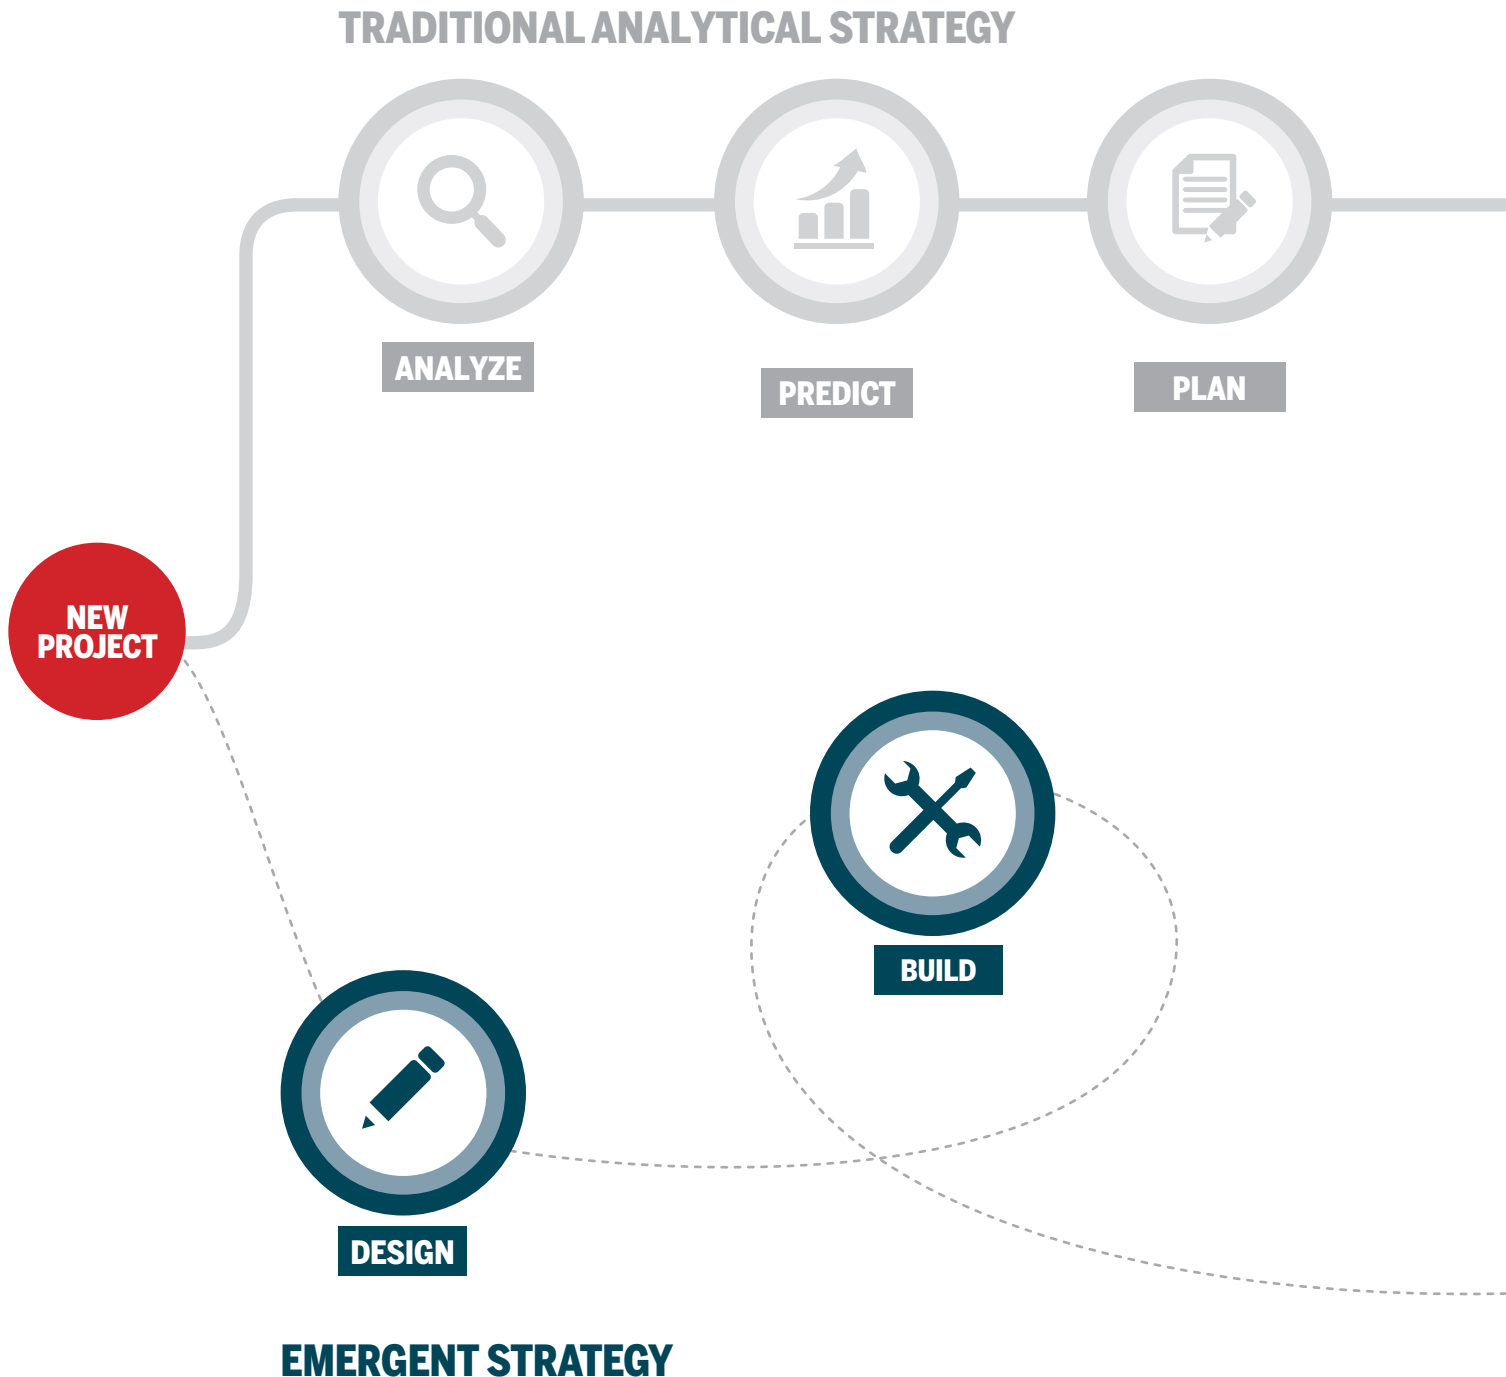 TRADITIONAL ANALYTICAL STRATEGY
ANALYZE
PREDICT
PLAN
NEW
PROJECT
BUILD
DESIGN
EMERGENT STRATEGY